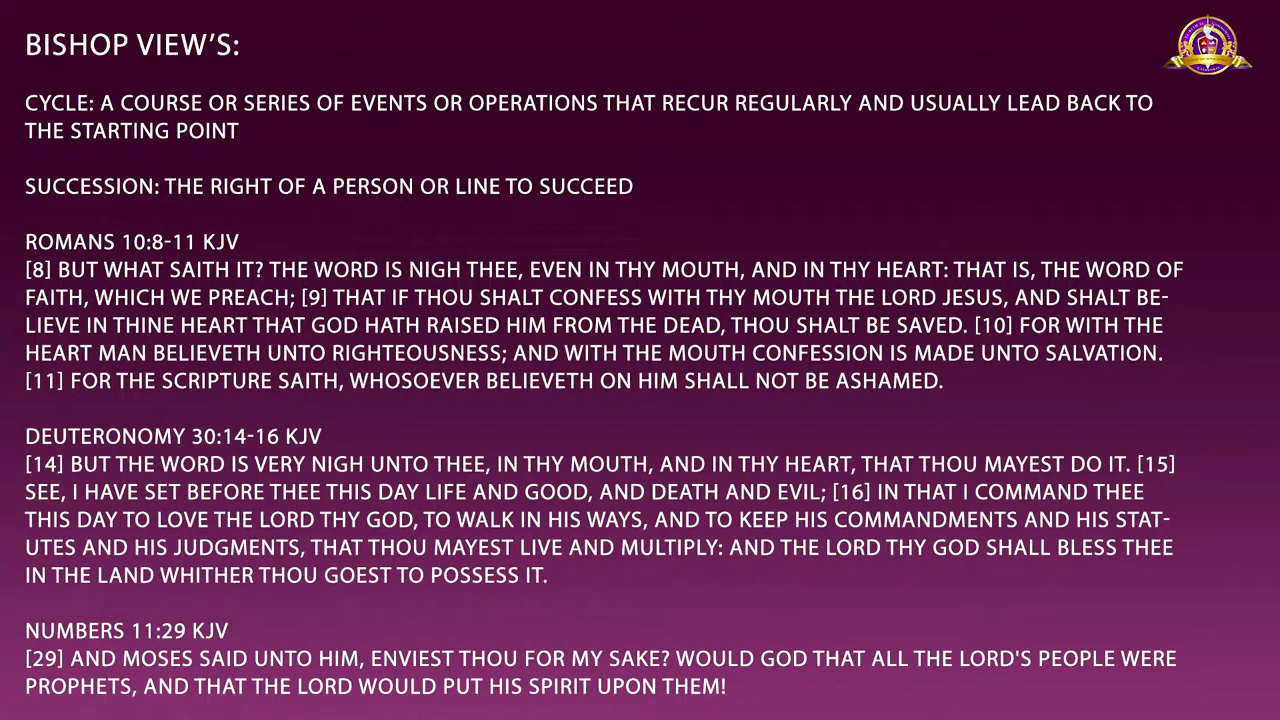 BISHOP VIEW'S:
CYCLE: A COURSE OR SERIES OF EVENTS OR OPERATIONS THAT RECUR REGULARLY AND USUALLY LEAD BACK TO
THE STARTING POINT
SUCCESSION: THE RIGHT OF A PERSON OR LINE TO SUCCEED
ROMANS 10:8-11 KJV
[8] BUT WHAT SAITH IT? THE WORD IS NIGH THEE, EVEN IN THY MOUTH, AND IN THY HEART: THAT IS, THE WORD OF
FAITH, WHICH WE PREACH; [9] THAT IF THOU SHALT CONFESS WITH THY MOUTH THE LORD JESUS, AND SHALT BE-
LIEVE IN THINE HEART THAT GOD HATH RAISED HIM FROM THE DEAD, THOU SHALT BE SAVED. [10] FOR WITH THE
HEART MAN BELIEVETH UNTO RIGHTEOUSNESS; AND WITH THE MOUTH CONFESSION IS MADE UNTO SALVATION.
[11] FOR THE SCRIPTURE SAITH, WHOSOEVER BELIEVETH ON HIM SHALL NOT BE ASHAMED.
DEUTERONOMY 30:14-16 KJV
[14] BUT THE WORD IS VERY NIGH UNTO THEE, IN THY MOUTH, AND IN THY HEART, THAT THOU MAYEST DO IT. [15]
SEE, I HAVE SET BEFORE THEE THIS DAY LIFE AND GOOD, AND DEATH AND EVIL; [16] IN THAT I COMMAND THEE
THIS DAY TO LOVE THE LORD THY GOD, TO WALK IN HIS WAYS, AND TO KEEP HIS COMMANDMENTS AND HIS STAT-
UTES AND HIS JUDGMENTS, THAT THOU MAYEST LIVE AND MULTIPLY: AND THE LORD THY GOD SHALL BLESS THEE
IN THE LAND WHITHER THOU GOEST TO POSSESS IT.
NUMBERS 11:29 KJV
[29] AND MOSES SAID UNTO HIM, ENVIEST THOU FOR MY SAKE? WOULD GOD THAT ALL THE LORD'S PEOPLE WERE
PROPHETS, AND THAT THE LORD WOULD PUT HIS SPIRIT UPON THEM!